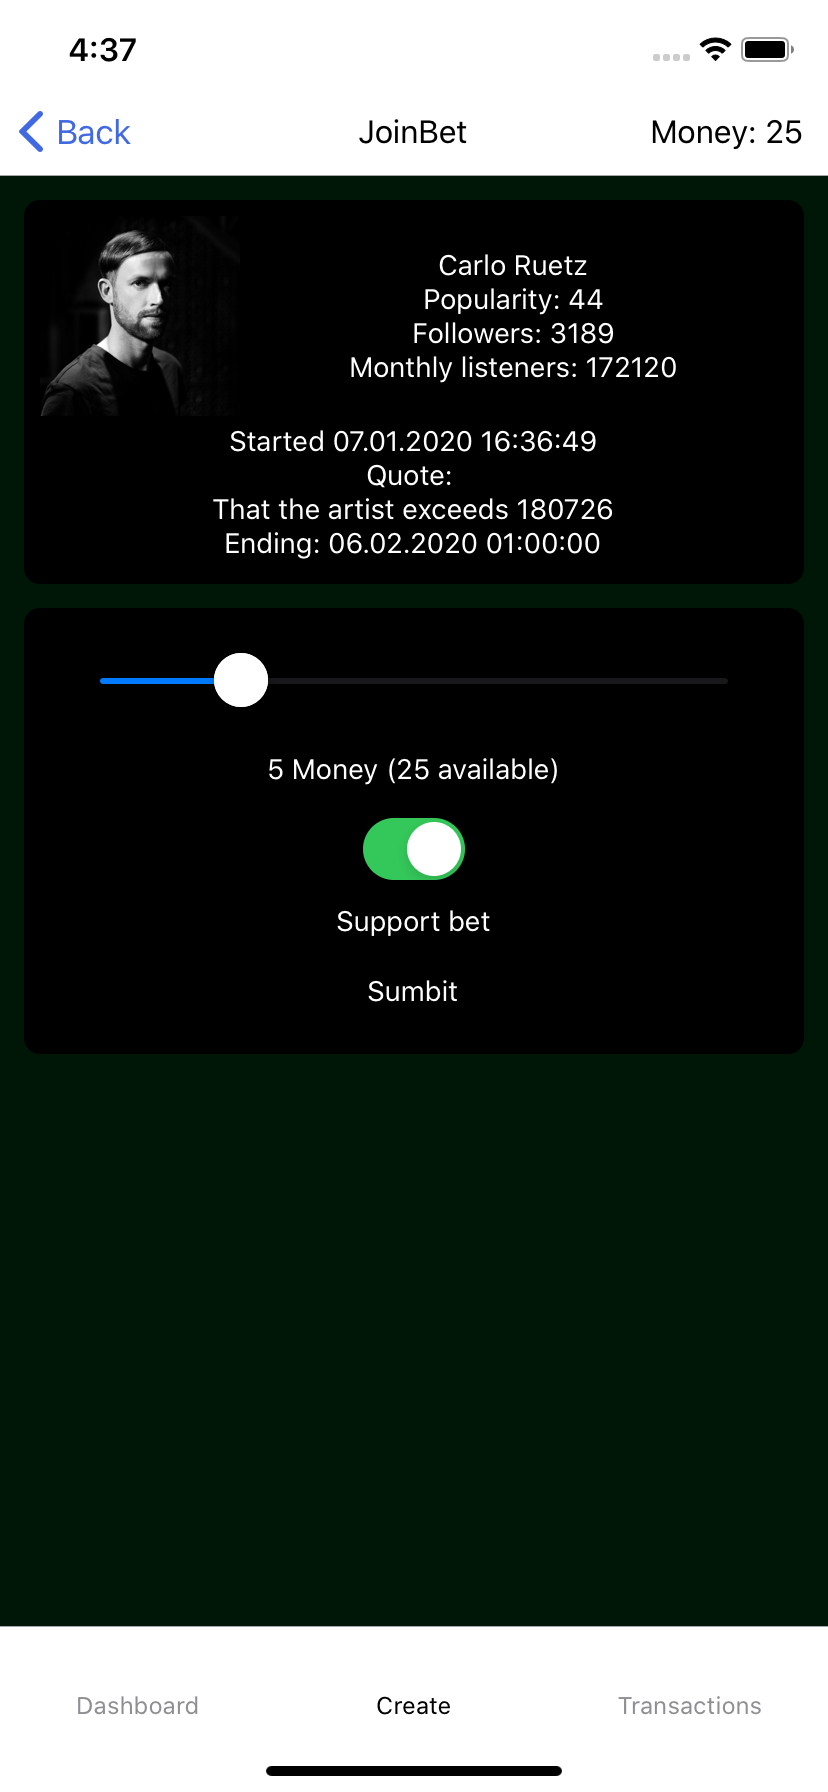 4:37
Back
JoinBet
Money: 25
Carlo Ruetz
Popularity: 44
Followers: 3189
Monthly listeners: 172120
Started 07.01.2020 16:36:49
Quote:
That the artist exceeds 180726
Ending: 06.02.2020 01:00:00
5 Money (25 available)
Support bet
Sumbit
Dashboard
Create
Transactions